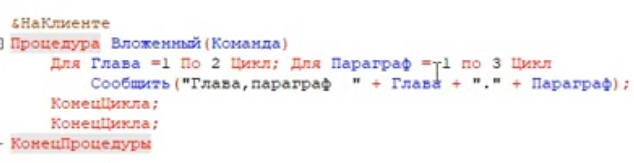 &НаКлиенте
Процедура Вложенный(Команда)
Для Глава =1 По 2 Цикл; Для Параграф = 1 по 3 Цикл
Сообщить("Глава,параграф " + Глава + "." + Параграф);
КонецЦикла;
КонецЦикла;
КонецПроцедуры